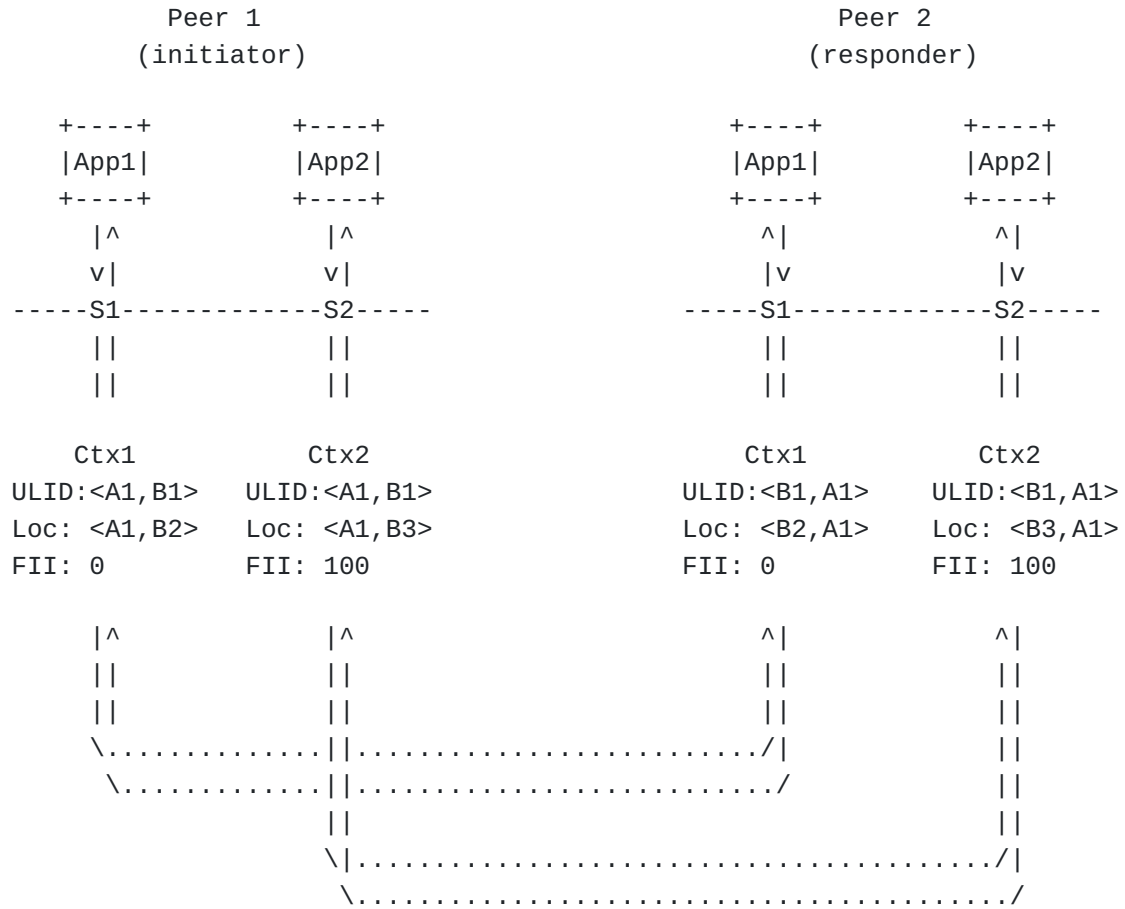 Peer 1                                     Peer 2
        (initiator)                                (responder)

   +----+         +----+                      +----+         +----+
   |App1|         |App2|                      |App1|         |App2|
   +----+         +----+                      +----+         +----+
     |^             |^                          ^|             ^|
     v|             v|                          |v             |v
-----S1-------------S2-----                -----S1-------------S2-----
     ||             ||                          ||             ||
     ||             ||                          ||             ||

    Ctx1           Ctx2                        Ctx1           Ctx2
ULID:<A1,B1>   ULID:<A1,B1>                ULID:<B1,A1>    ULID:<B1,A1>
Loc: <A1,B2>   Loc: <A1,B3>                Loc: <B2,A1>    Loc: <B3,A1>
FII: 0         FII: 100                    FII: 0          FII: 100

     |^             |^                          ^|             ^|
     ||             ||                          ||             ||
     ||             ||                          ||             ||
     \..............||........................../|             ||
      \.............||.........................../             ||
                    ||                                         ||
                    \|........................................./|
                     \........................................../